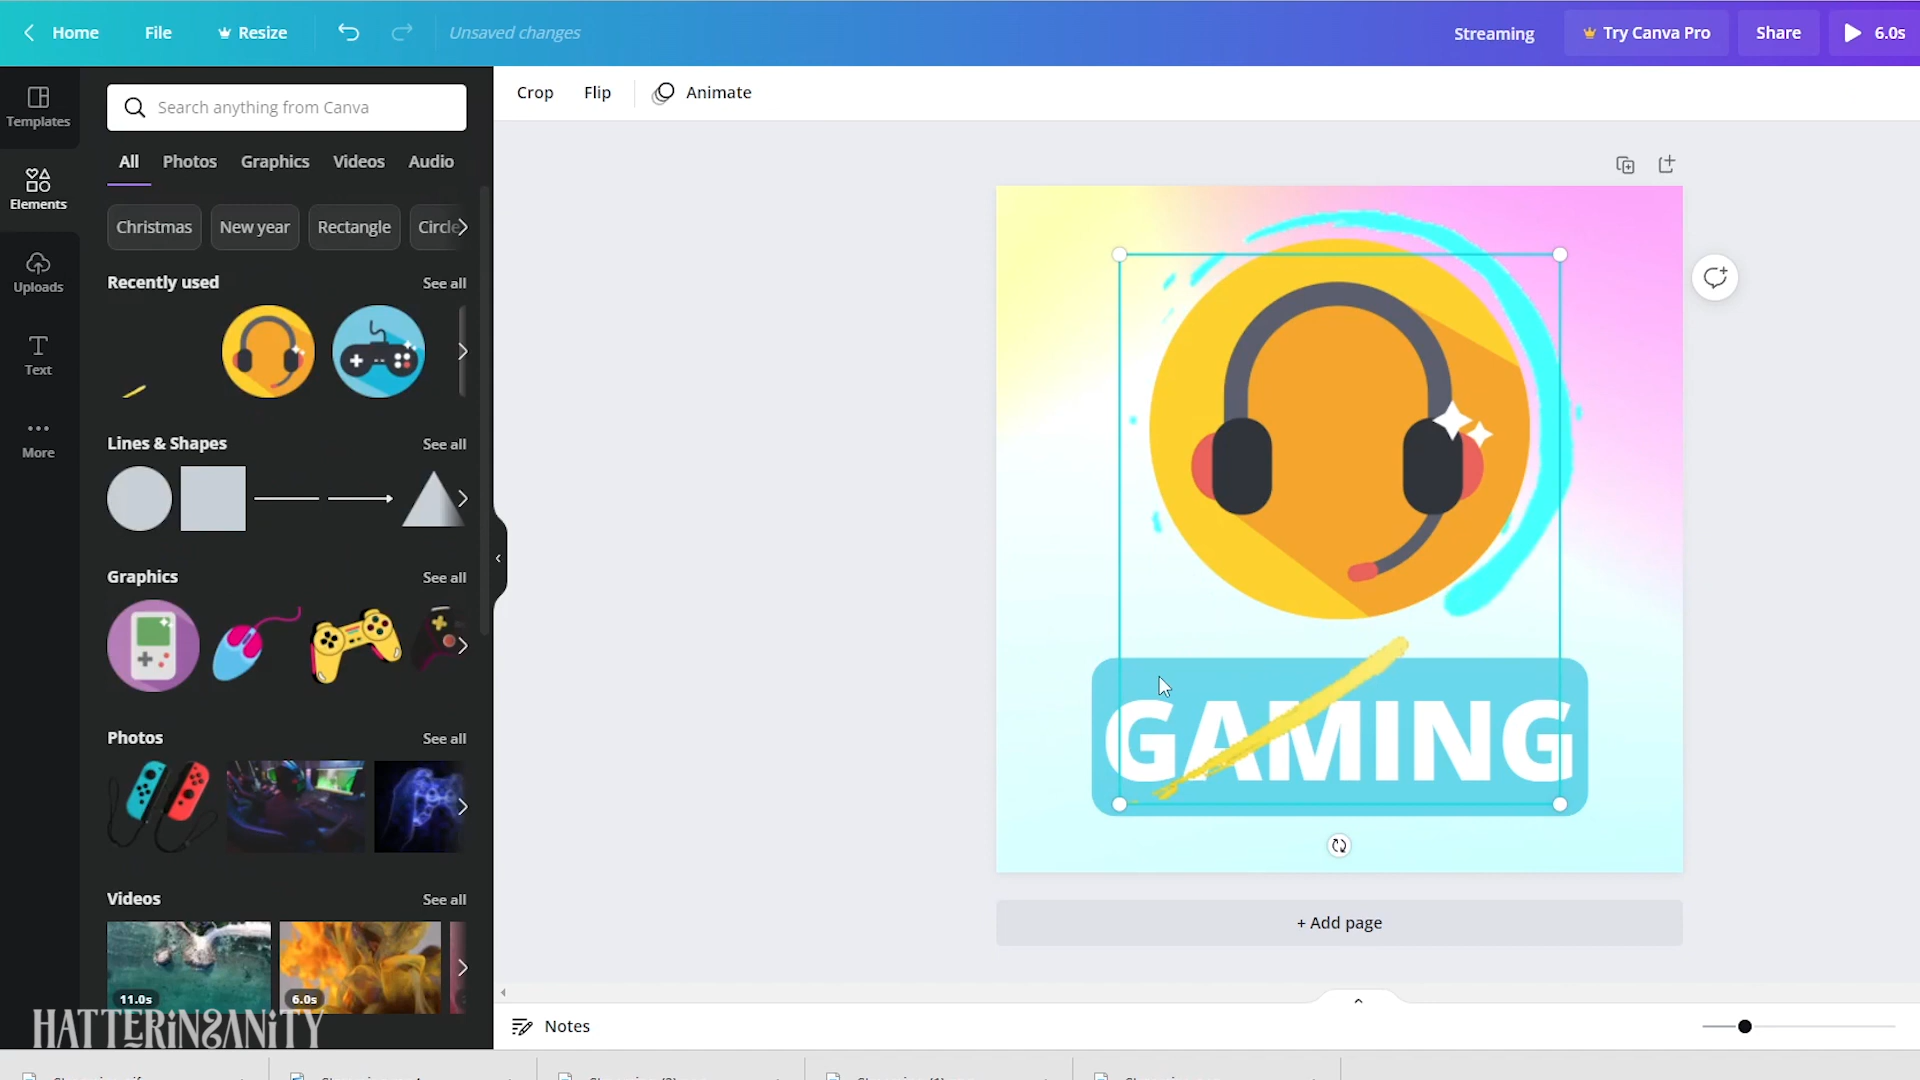 Home File Resize Unsaved changes Streaming Try Canva Pro Share 6.0s
Templates
Elements
Uploads
Text
More
Search anything from Canva
All Photos Graphics Videos Audio
Christmas New year Rectangle Circle
Recently used See all
Lines & Shapes See all
Graphics See all
Photos See all
Videos See all
11.0s 6.0s
Crop Flip Animate
GAMING
+ Add page
Notes
HATTERINSANITY